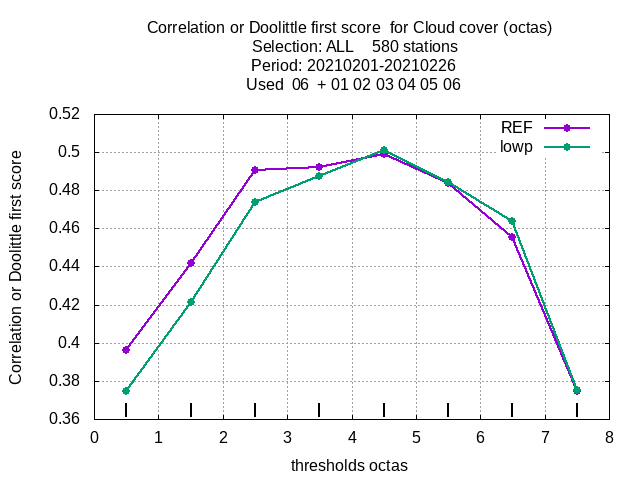 Correlation or Doolittle first score  for Cloud cover (octas)
Selection: ALL    580 stations
Period: 20210201-20210226
Used  06  + 01 02 03 04 05 06
REF
lowp
Correlation or Doolittle first score
0.52
0.5
0.48
0.46
0.44
0.42
0.4
0.38
0.36
0 1 2 3 4 5 6 7 8
thresholds octas